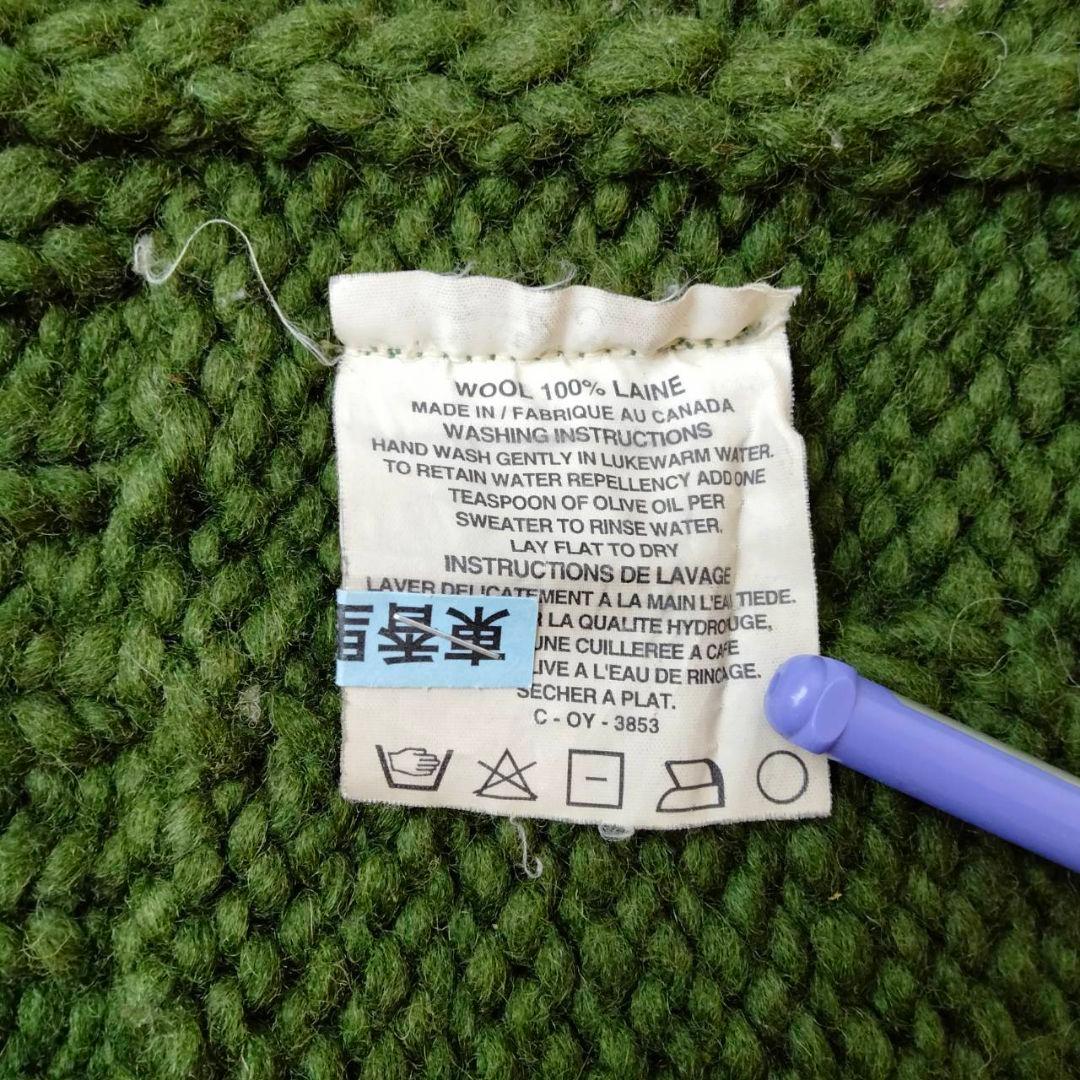 WOOL 100% LAINE
MADE IN / FABRIQUE AU CANADA
WASHING INSTRUCTIONS
HAND WASH GENTLY IN LUKEWARM WATER.
TO RETAIN WATER REPELLENCY ADD ONE
TEASPOON OF OLIVE OIL PER
SWEATER TO RINSE WATER.
LAY FLAT TO DRY
INSTRUCTIONS DE LAVAGE
LAVER DELICATEMENT A LA MAIN L'EAU TIEDE.
LA QUALITE HYDROUGE,
UNE CUILLEREE A CAFE
A L'EAU DE RINCAGE.
SECHER A PLAT.
C - OY - 3853
東香里